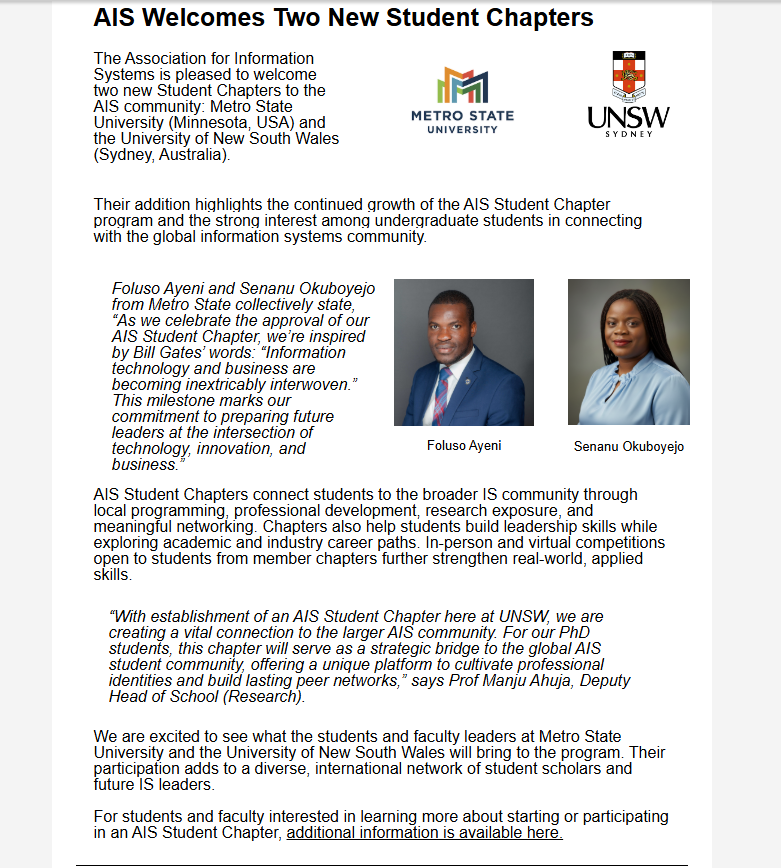 AIS Welcomes Two New Student Chapters
The Association for Information
Systems is pleased to welcome
two new Student Chapters to the
AIS community: Metro State
University (Minnesota, USA) and
the University of New South Wales
(Sydney, Australia).
METRO STATE
UNIVERSITY
UNSW
SYDNEY
Their addition highlights the continued growth of the AIS Student Chapter
program and the strong interest among undergraduate students in connecting
with the global information systems community.
Foluso Ayeni and Senanu Okuboyejo
from Metro State collectively state,
“As we celebrate the approval of our
AIS Student Chapter, we’re inspired
by Bill Gates’ words: “Information
technology and business are
becoming inextricably interwoven.”
This milestone marks our
commitment to preparing future
leaders at the intersection of
technology, innovation, and
business.”
Foluso Ayeni
Senanu Okuboyejo
AIS Student Chapters connect students to the broader IS community through
local programming, professional development, research exposure, and
meaningful networking. Chapters also help students build leadership skills while
exploring academic and industry career paths. In-person and virtual competitions
open to students from member chapters further strengthen real-world, applied
skills.
“With establishment of an AIS Student Chapter here at UNSW, we are
creating a vital connection to the larger AIS community. For our PhD
students, this chapter will serve as a strategic bridge to the global AIS
student community, offering a unique platform to cultivate professional
identities and build lasting peer networks,” says Prof Manju Ahuja, Deputy
Head of School (Research).
We are excited to see what the students and faculty leaders at Metro State
University and the University of New South Wales will bring to the program. Their
participation adds to a diverse, international network of student scholars and
future IS leaders.
For students and faculty interested in learning more about starting or participating
in an AIS Student Chapter, additional information is available here.